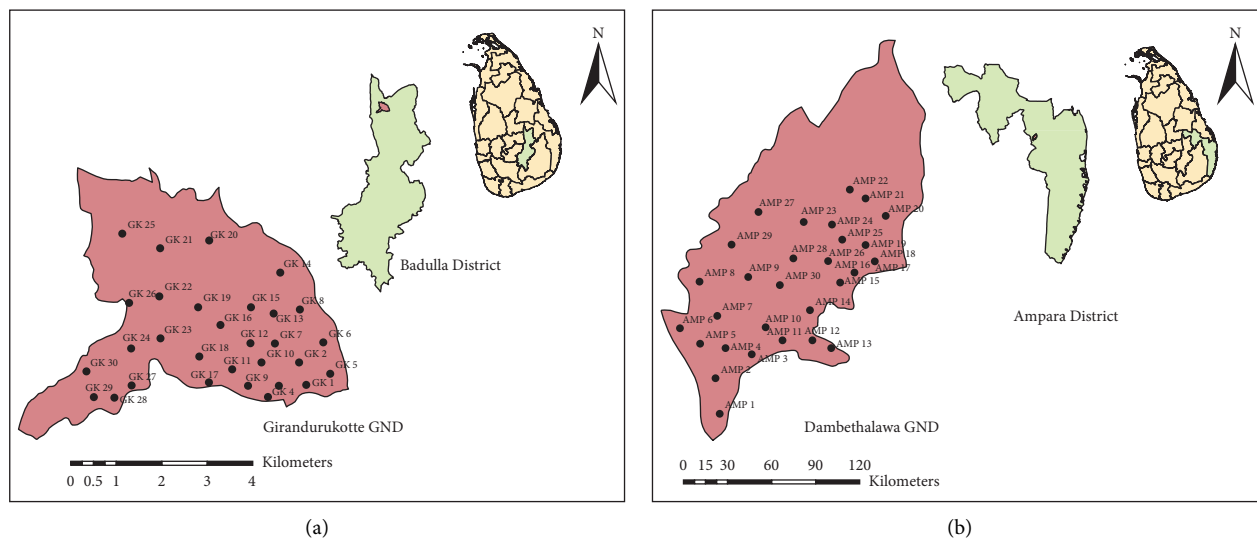 N
GK 25
GK 21
GK 20
GK 14
GK 26
GK 22
GK 19
GK 15
GK 8
GK 13
GK 16
GK 24
GK 23
GK 12
GK 7
GK 6
GK 18
GK 10
GK 2
GK 30
GK 11
GK 5
GK 27
GK 17
GK 9
GK 1
GK 29
GK 28
GK 4
Badulla District
Girandurukotte GND
Kilometers
0 0.5 1 2 3 4
(a)
N
AMP 22
AMP 21
AMP 27
AMP 23
AMP 20
AMP 24
AMP 25
AMP 29
AMP 19
AMP 28
AMP 26
AMP 18
AMP 8
AMP 9
AMP 16
AMP 17
AMP 30
AMP 15
AMP 7
AMP 14
AMP 6
AMP 10
AMP 5
AMP 11
AMP 12
AMP 4
AMP 13
AMP 3
AMP 2
AMP 1
Ampara District
Dambethalawa GND
0 15 30 60 90 120
Kilometers
(b)